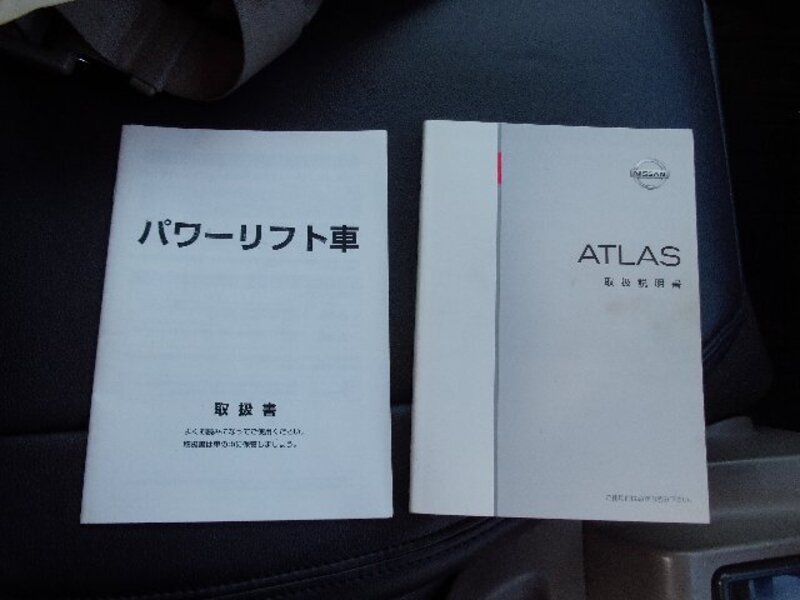 パワーリフト車
取扱書
よくお読みになってご使用ください。
取扱書は車の中に保管しましょう。
NISSAN
ATLAS
取扱説明書